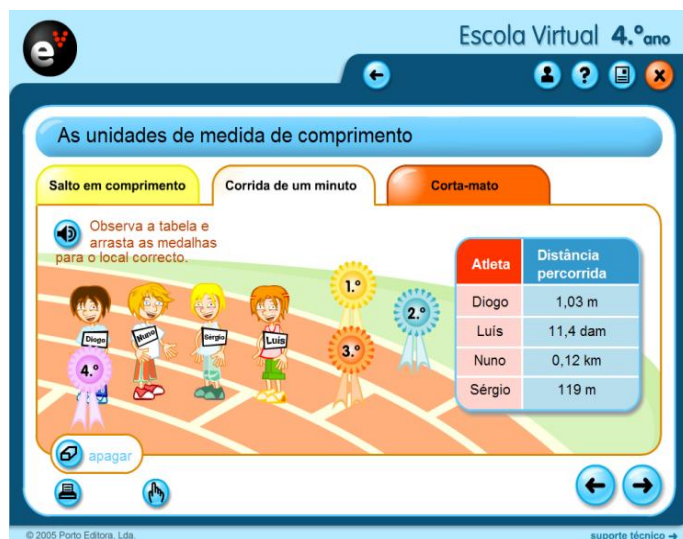 Escola Virtual 4.º ano
e
?
As unidades de medida de comprimento
Salto em comprimento
Corrida de um minuto
Corta-mato
Observa a tabela e
arrasta as medalhas
para o local correcto.
Diogo
Nuno
Sérgio
Luís
1.º
2.º
3.º
4.º
Atleta Distância percorrida
Diogo 1,03 m
Luís 11,4 dam
Nuno 0,12 km
Sérgio 119 m
apagar
© 2005 Porto Editora, Lda.
suporte técnico